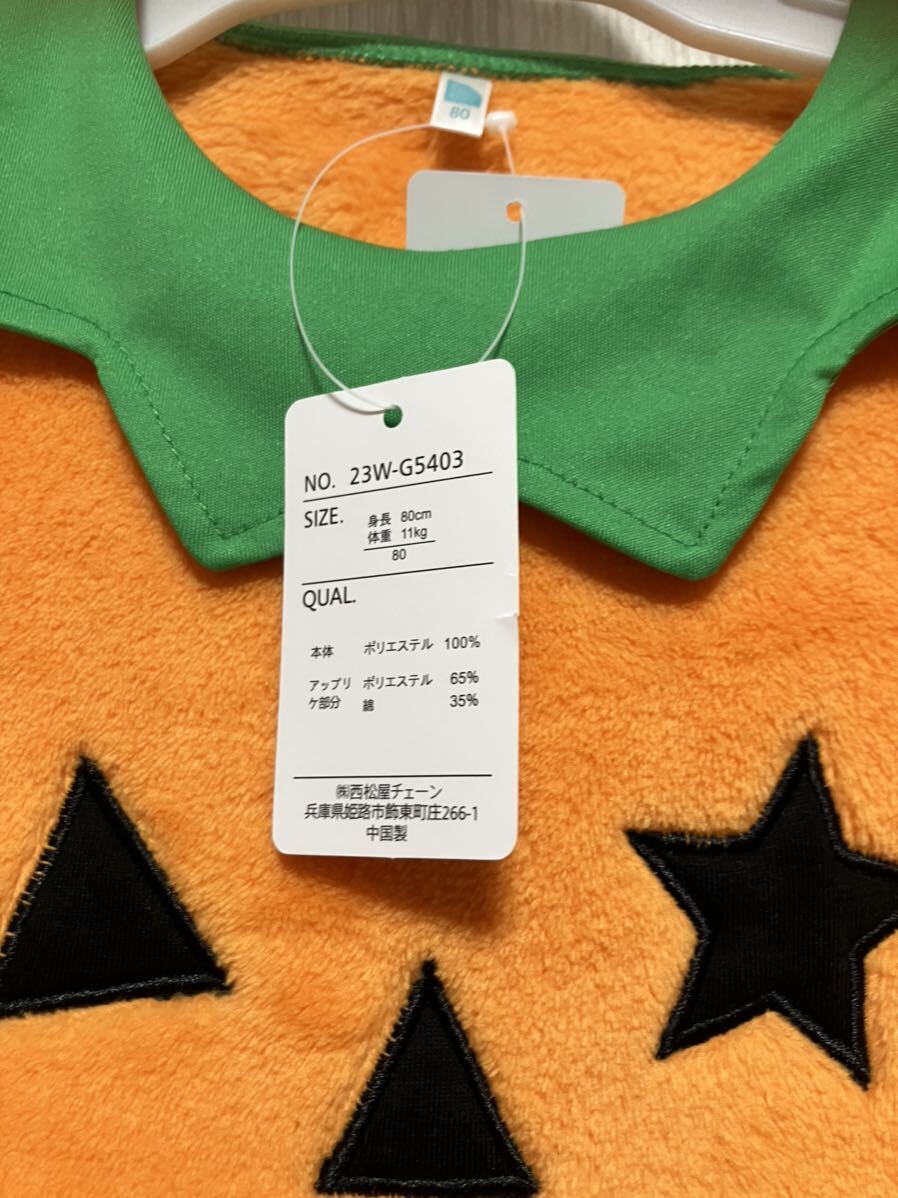 80
NO. 23W-G5403
SIZE. 身長 80cm
体重 11kg
80
QUAL.
本体 ポリエステル 100%
アップリ ポリエステル 65%
ケ部分 綿 35%
㈱西松屋チェーン
兵庫県姫路市飾東町庄266-1
中国製